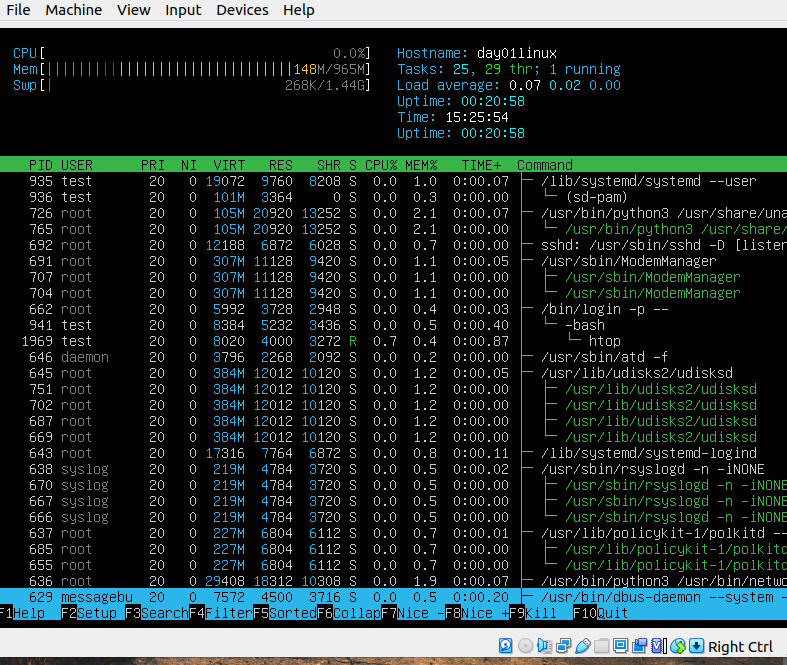 File Machine View Input Devices Help
CPU[ 0.0%] Hostname: day01linux
Mem[||||||||||||||||||||||||||||||||148M/965M] Tasks: 25, 29 thr; 1 running
Swp[| 268K/1.44G] Load average: 0.07 0.02 0.00
Uptime: 00:20:58
Time: 15:25:54
Uptime: 00:20:58
PID USER PRI NI VIRT RES SHR S CPU% MEM% TIME+ Command
935 test 20 0 19072 9760 8208 S 0.0 1.0 0:00.07 ├─ /lib/systemd/systemd --user
936 test 20 0 101M 3364 0 S 0.0 0.3 0:00.00 │ └─ (sd-pam)
726 root 20 0 105M 20920 13252 S 0.0 2.1 0:00.07 ├─ /usr/bin/python3 /usr/share/una
765 root 20 0 105M 20920 13252 S 0.0 2.1 0:00.00 │ └─ /usr/bin/python3 /usr/share/
692 root 20 0 12188 6872 6028 S 0.0 0.7 0:00.00 ├─ sshd: /usr/sbin/sshd -D [listen
691 root 20 0 307M 11128 9420 S 0.0 1.1 0:00.05 ├─ /usr/sbin/ModemManager
707 root 20 0 307M 11128 9420 S 0.0 1.1 0:00.00 │ ├─ /usr/sbin/ModemManager
704 root 20 0 307M 11128 9420 S 0.0 1.1 0:00.00 │ └─ /usr/sbin/ModemManager
662 root 20 0 5992 3728 2948 S 0.0 0.4 0:00.03 ├─ /bin/login -p --
941 test 20 0 8384 5232 3436 S 0.0 0.5 0:00.40 │ └─ -bash
1969 test 20 0 8020 4000 3272 R 0.7 0.4 0:00.87 │ └─ htop
646 daemon 20 0 3796 2268 2092 S 0.0 0.2 0:00.00 ├─ /usr/sbin/atd -f
645 root 20 0 384M 12012 10120 S 0.0 1.2 0:00.05 ├─ /usr/lib/udisks2/udisksd
751 root 20 0 384M 12012 10120 S 0.0 1.2 0:00.00 │ ├─ /usr/lib/udisks2/udisksd
702 root 20 0 384M 12012 10120 S 0.0 1.2 0:00.00 │ ├─ /usr/lib/udisks2/udisksd
687 root 20 0 384M 12012 10120 S 0.0 1.2 0:00.00 │ ├─ /usr/lib/udisks2/udisksd
669 root 20 0 384M 12012 10120 S 0.0 1.2 0:00.00 │ └─ /usr/lib/udisks2/udisksd
643 root 20 0 17316 7764 6872 S 0.0 0.8 0:00.11 ├─ /lib/systemd/systemd-logind
638 syslog 20 0 219M 4784 3720 S 0.0 0.5 0:00.02 ├─ /usr/sbin/rsyslogd -n -iNONE
670 syslog 20 0 219M 4784 3720 S 0.0 0.5 0:00.00 │ ├─ /usr/sbin/rsyslogd -n -iNONE
667 syslog 20 0 219M 4784 3720 S 0.0 0.5 0:00.00 │ ├─ /usr/sbin/rsyslogd -n -iNONE
666 syslog 20 0 219M 4784 3720 S 0.0 0.5 0:00.00 │ └─ /usr/sbin/rsyslogd -n -iNONE
637 root 20 0 227M 6804 6112 S 0.0 0.7 0:00.01 ├─ /usr/lib/policykit-1/polkitd --
685 root 20 0 227M 6804 6112 S 0.0 0.7 0:00.00 │ ├─ /usr/lib/policykit-1/polkitd
655 root 20 0 227M 6804 6112 S 0.0 0.7 0:00.00 │ └─ /usr/lib/policykit-1/polkitd
636 root 20 0 29408 18312 10308 S 0.0 1.9 0:00.07 ├─ /usr/bin/python3 /usr/bin/netwo
629 messagebu 20 0 7572 4500 3716 S 0.0 0.5 0:00.20 ├─ /usr/bin/dbus-daemon --system -
F1Help F2Setup F3SearchF4FilterF5SortedF6CollapF7Nice -F8Nice +F9Kill F10Quit
Right Ctrl